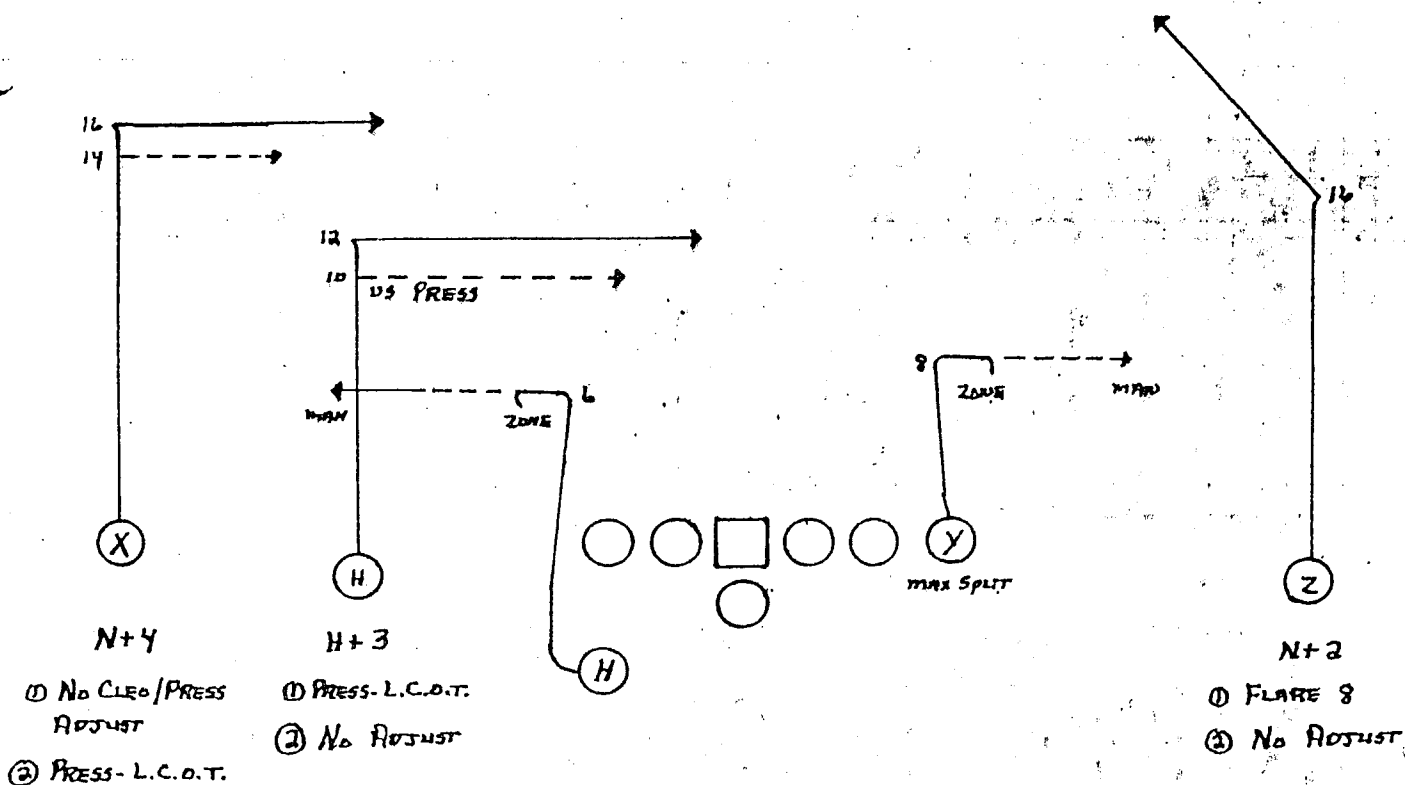 16
14
12
10
VS PRESS
MAN
ZONE
6
8
ZONE
MAN
16
X
H
H
Y
MAX SPLIT
Z
N+4
① NO CLEO/PRESS
ADJUST
② PRESS-L.C.O.T.
H+3
① PRESS-L.C.O.T.
② NO ADJUST
N+2
① FLARE 8
② NO ADJUST